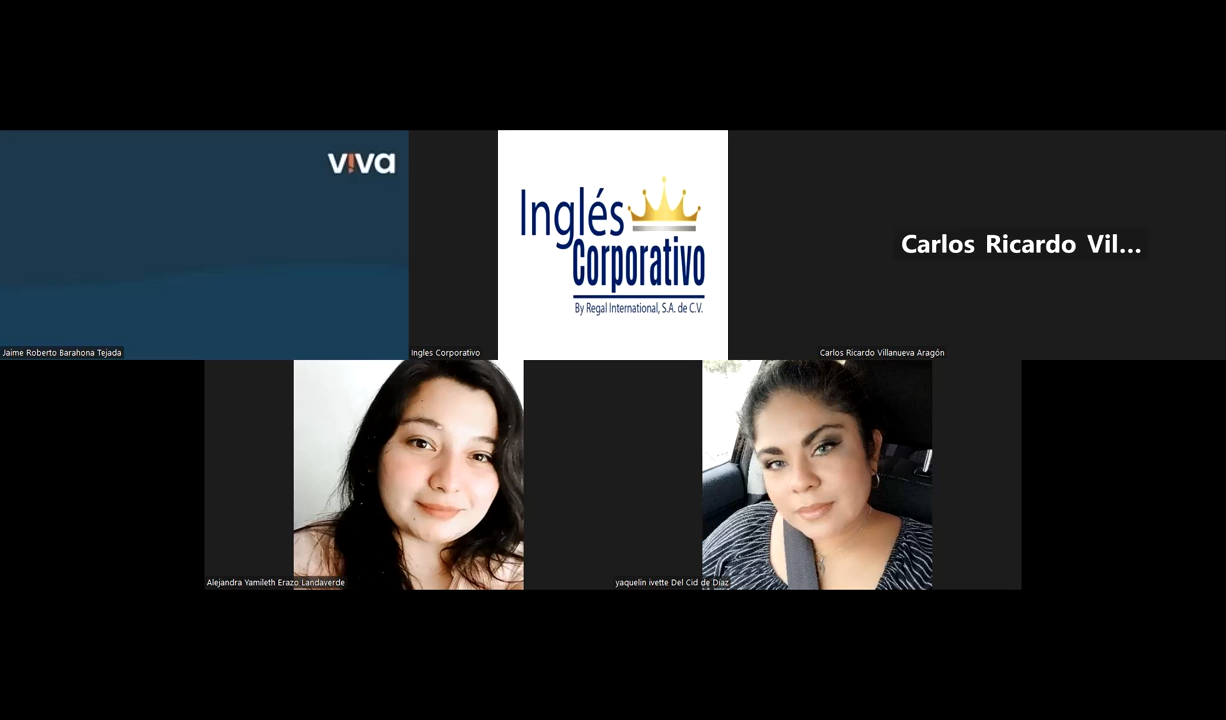 v!va
Inglés
Corporativo
By Regal International, S.A. de C.V.
Carlos Ricardo Vil...
Jaime Roberto Barahona Tejada
Ingles Corporativo
Carlos Ricardo Villanueva Aragón
Alejandra Yamileth Erazo Landaverde
yaquelin ivette Del Cid de Díaz